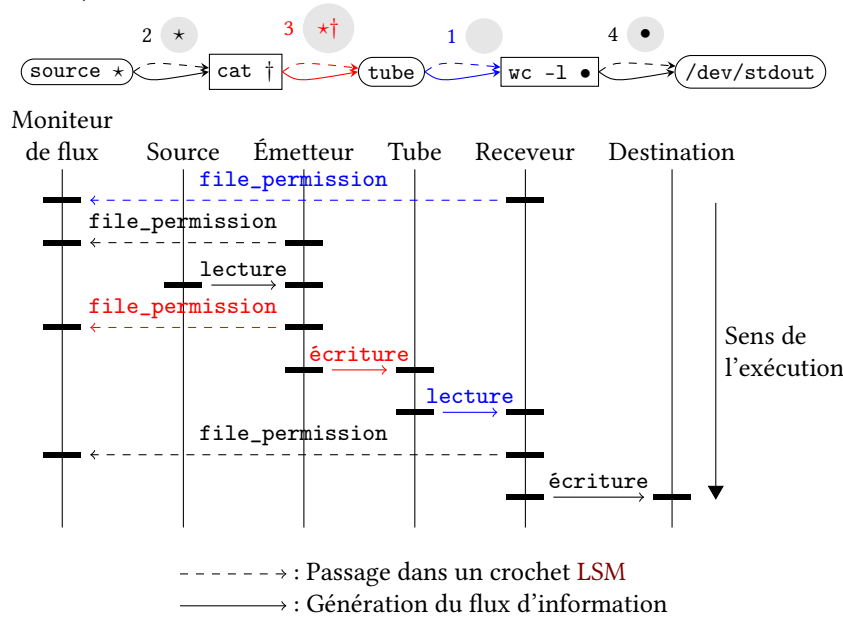 2 ⋆ 3 ⋆† 1 4 •
source ⋆ cat † tube wc -l • /dev/stdout
Moniteur
de flux Source Émetteur Tube Receveur Destination
file_permission
file_permission
lecture
file_permission
Sens de
écriture
l'exécution
lecture
file_permission
écriture
: Passage dans un crochet LSM
: Génération du flux d'information